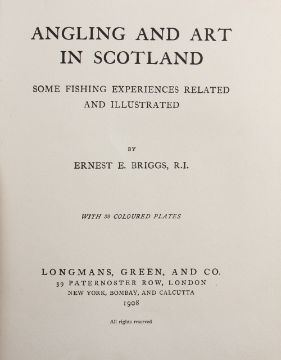 ANGLING AND ART
IN SCOTLAND
SOME FISHING EXPERIENCES RELATED
AND ILLUSTRATED
BY
ERNEST E. BRIGGS, R.I.
WITH 32 COLOURED PLATES
LONGMANS, GREEN, AND CO.
39 PATERNOSTER ROW, LONDON
NEW YORK, BOMBAY, AND CALCUTTA
1908
All rights reserved